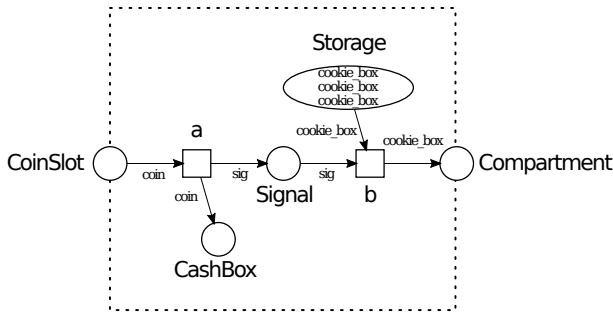 Storage
cookie_box
cookie_box
cookie_box
a
cookie_box
cookie_box
CoinSlot
Compartment
coin
sig
sig
Signal
b
coin
CashBox